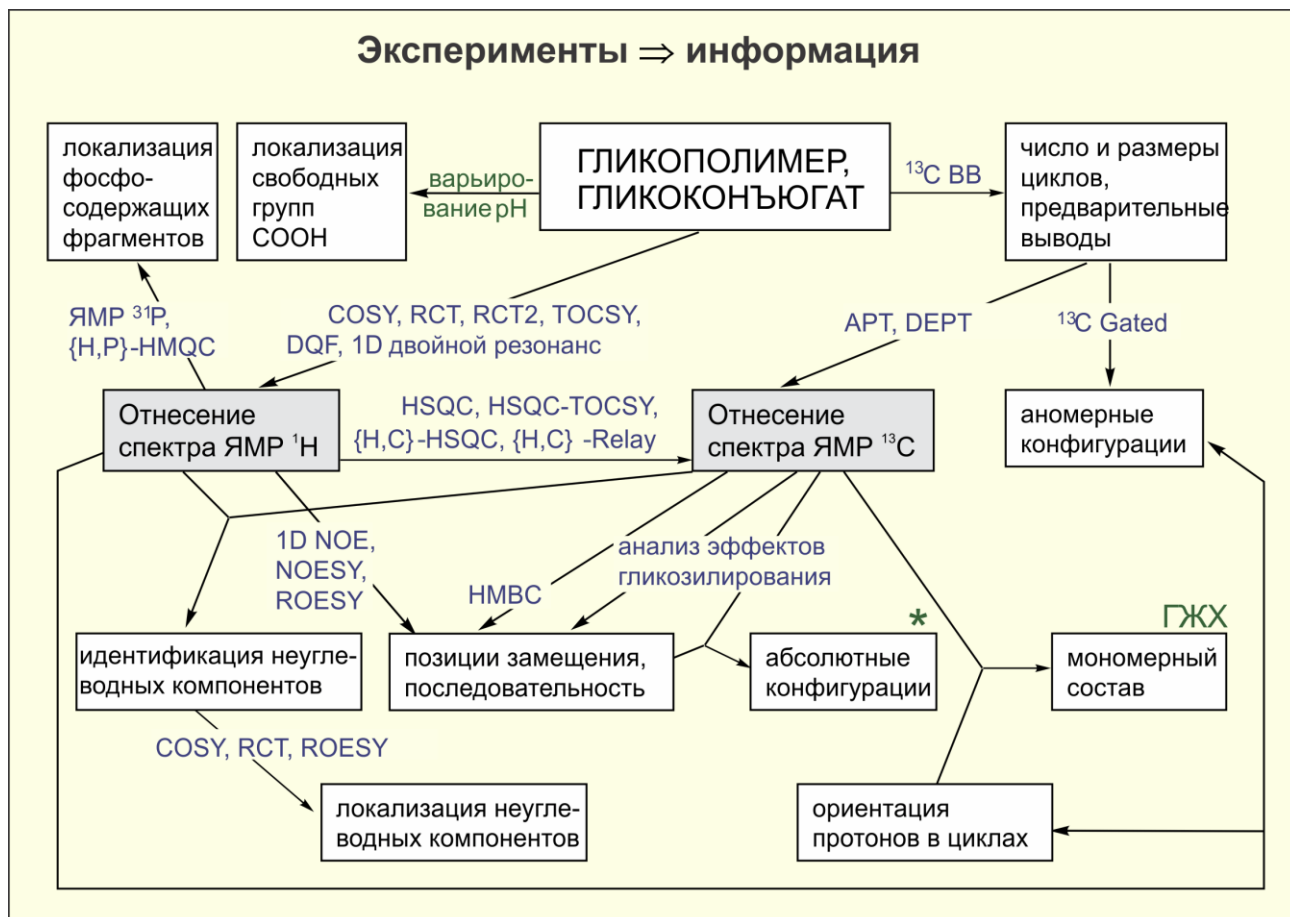 Эксперименты ⇒ информация
локализация
фосфо-
содержащих
фрагментов
локализация
свободных
групп
COOH
варьиро-
вание pH
ГЛИКОПОЛИМЕР,
ГЛИКОКОНЪЮГАТ
¹³C BB
число и размеры
циклов,
предварительные
выводы
ЯМР ³¹P,
{H,P}-HMQC
COSY, RCT, RCT2, TOCSY,
DQF, 1D двойной резонанс
APT, DEPT
¹³C Gated
Отнесение
спектра ЯМР ¹H
HSQC, HSQC-TOCSY,
{H,C}-HSQC, {H,C} -Relay
Отнесение
спектра ЯМР ¹³C
аномерные
конфигурации
1D NOE,
NOESY,
ROESY
HMBC
анализ эффектов
гликозилирования
*
ГЖХ
идентификация неугле-
водных компонентов
позиции замещения,
последовательность
абсолютные
конфигурации
мономерный
состав
COSY, RCT, ROESY
локализация неугле-
водных компонентов
ориентация
протонов в циклах